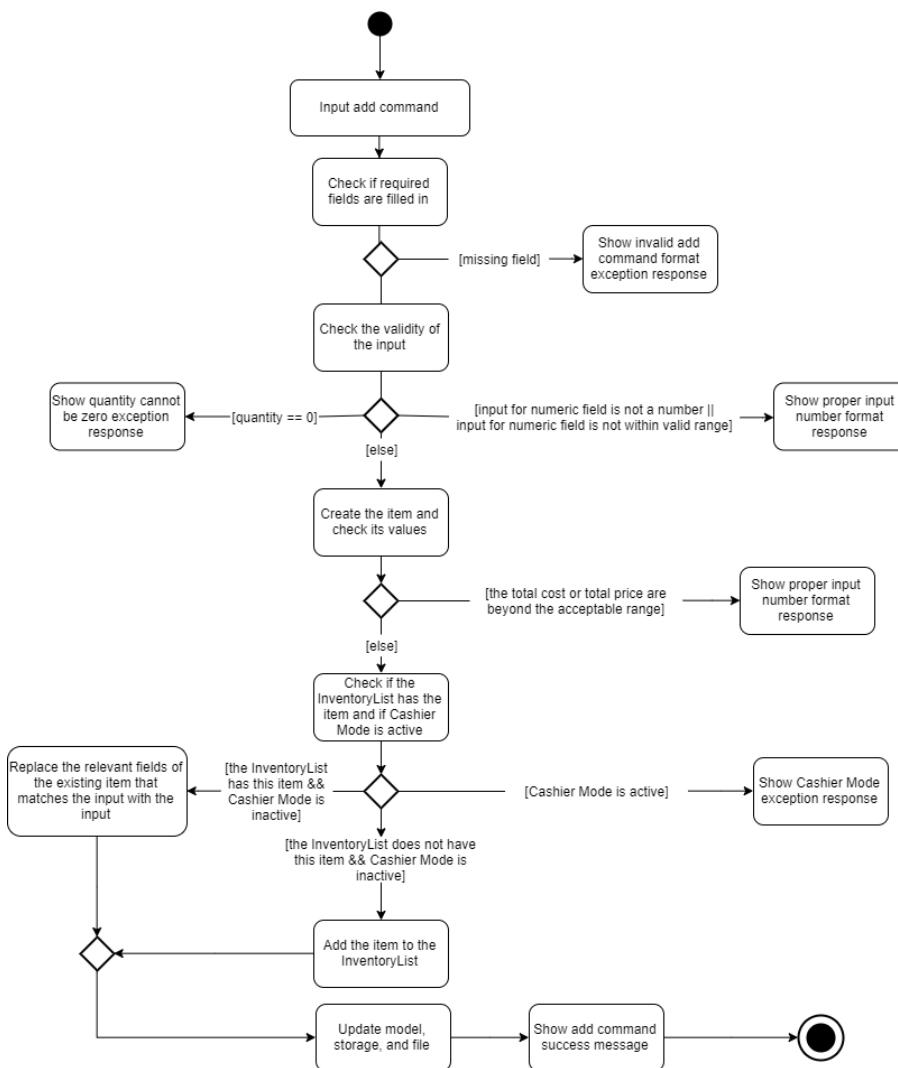 Input add command
Check if required
fields are filled in
[missing field]
Show invalid add
command format
exception response
Check the validity of
the input
Show quantity cannot
be zero exception
response
[quantity == 0]
[input for numeric field is not a number ||
input for numeric field is not within valid range]
Show proper input
number format
response
[else]
Create the item and
check its values
[the total cost or total price are
beyond the acceptable range]
Show proper input
number format
response
[else]
Check if the
InventoryList has the
item and if Cashier
Mode is active
Replace the relevant fields of
the existing item that
matches the input with the
input
[the InventoryList
has this item &&
Cashier Mode is
inactive]
[Cashier Mode is active]
Show Cashier Mode
exception response
[the InventoryList does not have
this item && Cashier Mode is
inactive]
Add the item to the
InventoryList
Update model,
storage, and file
Show add command
success message